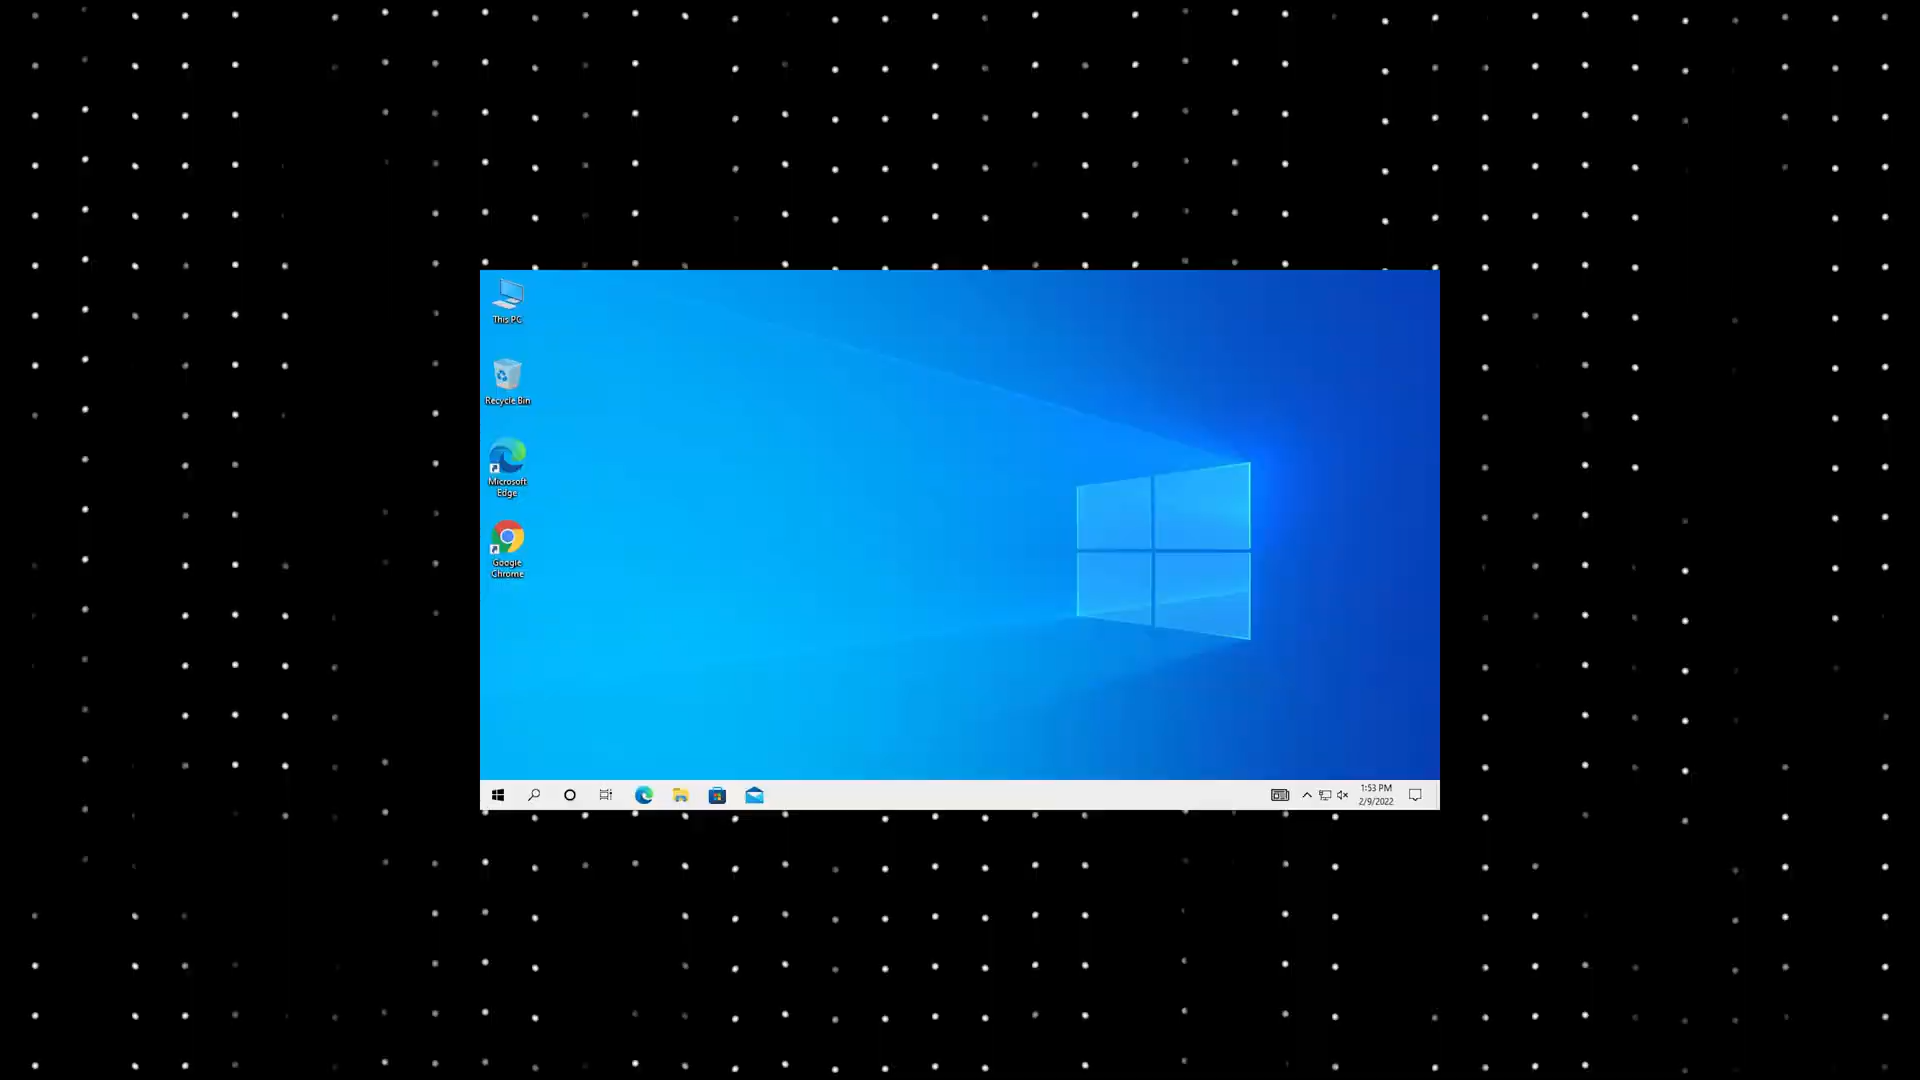 This PC
Recycle Bin
Microsoft
Edge
Google
Chrome
1:53 PM
2/9/2022